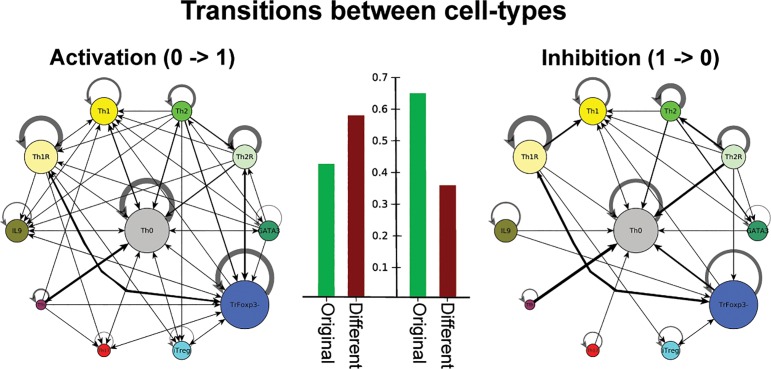 Transitions between cell-types
Activation (0 -> 1)
Inhibition (1 -> 0)
Th1
Th2
Th1R
Th2R
IL9
Th0
GATA3
TrFoxp3-
iTreg
0.7
0.6
0.5
0.4
0.3
0.2
0.1
Original
Different
Original
Different
Th1
Th2
Th1R
Th2R
IL9
Th0
GATA3
TrFoxp3-
iTreg